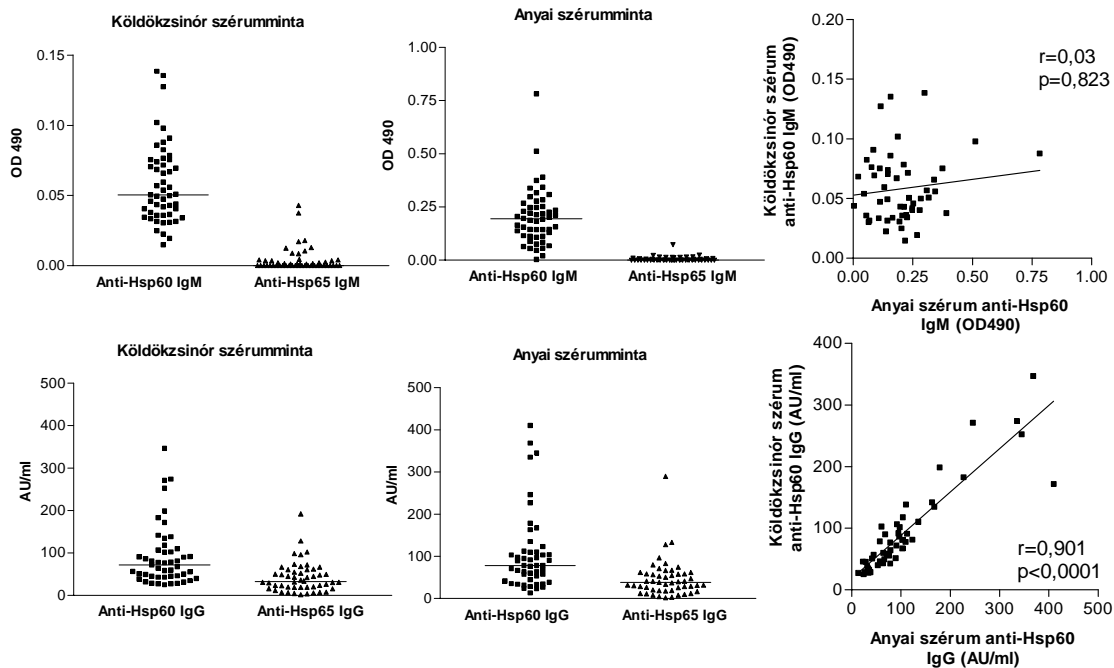 Köldökzsinór szérumminta
OD 490
0.15
0.10
0.05
0.00
Anti-Hsp60 IgM
Anti-Hsp65 IgM
Anyai szérumminta
OD 490
1.00
0.75
0.50
0.25
0.00
Anti-Hsp60 IgM
Anti-Hsp65 IgM
Köldökzsinór szérum
anti-Hsp60 IgM (OD490)
0.20
0.15
0.10
0.05
0.00
r=0,03
p=0,823
0.00
0.25
0.50
0.75
1.00
Anyai szérum anti-Hsp60
IgM (OD490)
Köldökzsinór szérumminta
AU/ml
500
400
300
200
100
0
Anti-Hsp60 IgG
Anti-Hsp65 IgG
Anyai szérumminta
AU/ml
500
400
300
200
100
0
Anti-Hsp60 IgG
Anti-Hsp65 IgG
Köldökzsinór szérum
anti-Hsp60 IgG (AU/ml)
400
300
200
100
0
r=0,901
p<0,0001
0
100
200
300
400
500
Anyai szérum anti-Hsp60
IgG (AU/ml)